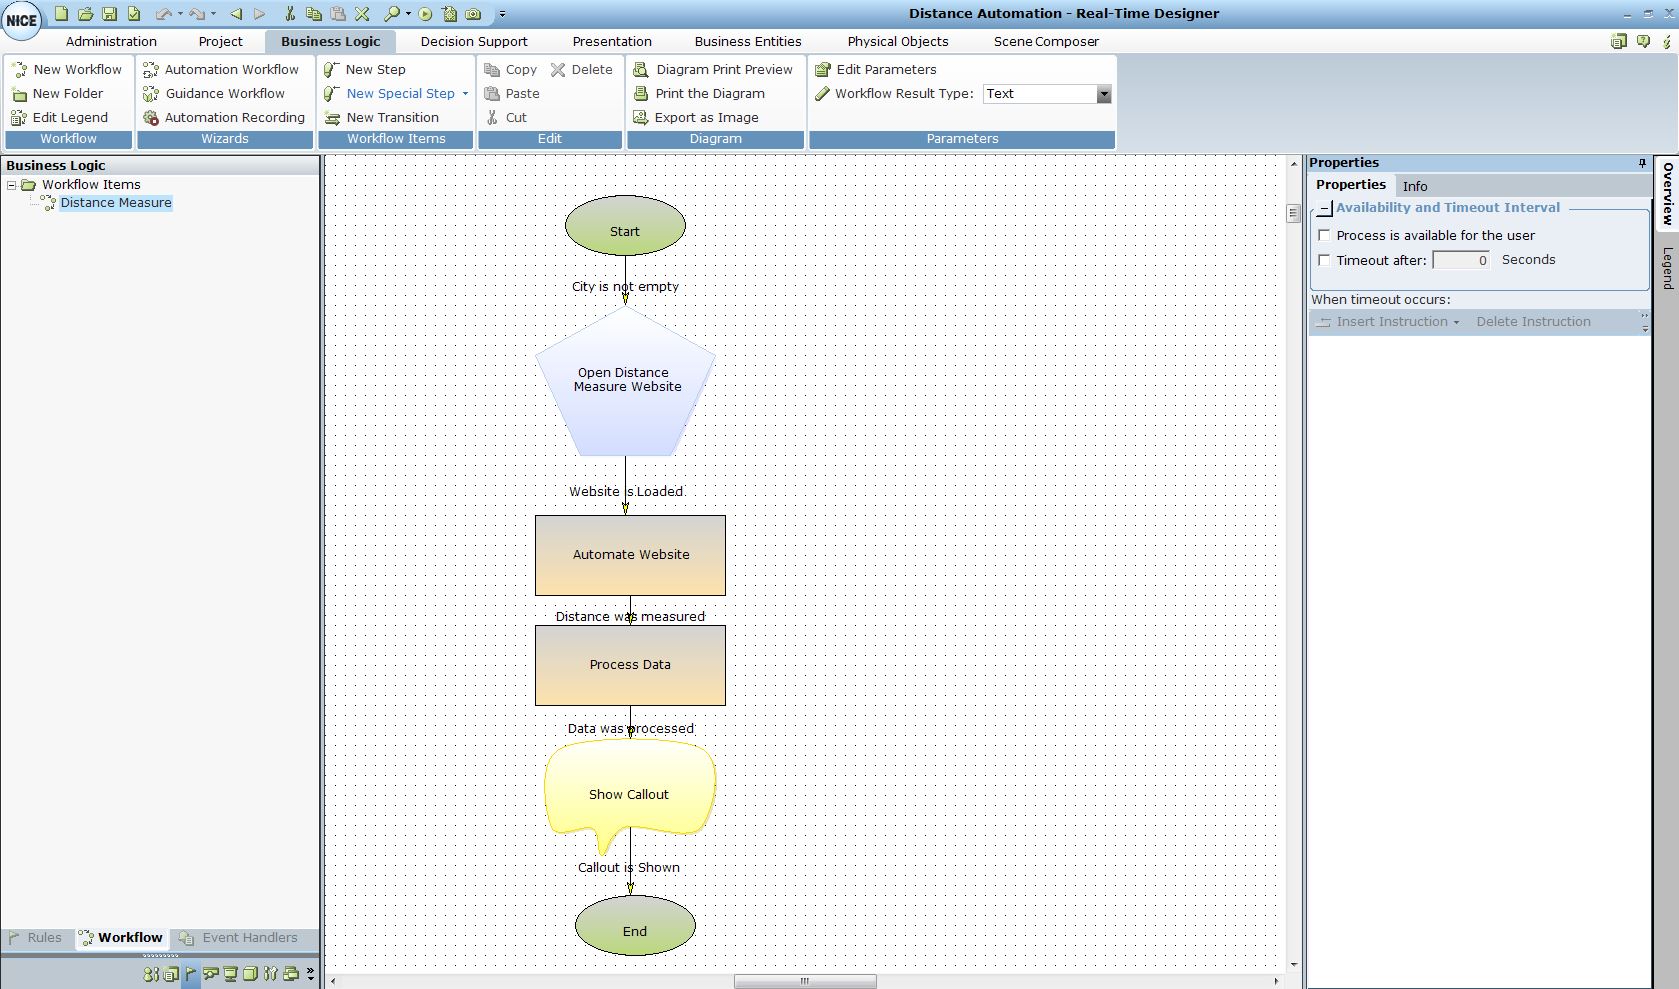 NICE
Distance Automation - Real-Time Designer
Administration Project Business Logic Decision Support Presentation Business Entities Physical Objects Scene Composer
New Workflow Automation Workflow New Step Copy Delete Diagram Print Preview Edit Parameters
New Folder Guidance Workflow New Special Step Paste Print the Diagram Workflow Result Type: Text
Edit Legend Automation Recording New Transition Cut Export as Image
Workflow Wizards Workflow Items Edit Diagram Parameters
Business Logic
Workflow Items
Distance Measure
Start
City is not empty
Open Distance
Measure Website
Website is Loaded
Automate Website
Distance was measured
Process Data
Data was processed
Show Callout
Callout is Shown
End
Properties
Properties Info
Availability and Timeout Interval
Process is available for the user
Timeout after: 0 Seconds
When timeout occurs:
Insert Instruction Delete Instruction
Overview
Legend
Rules Workflow Event Handlers